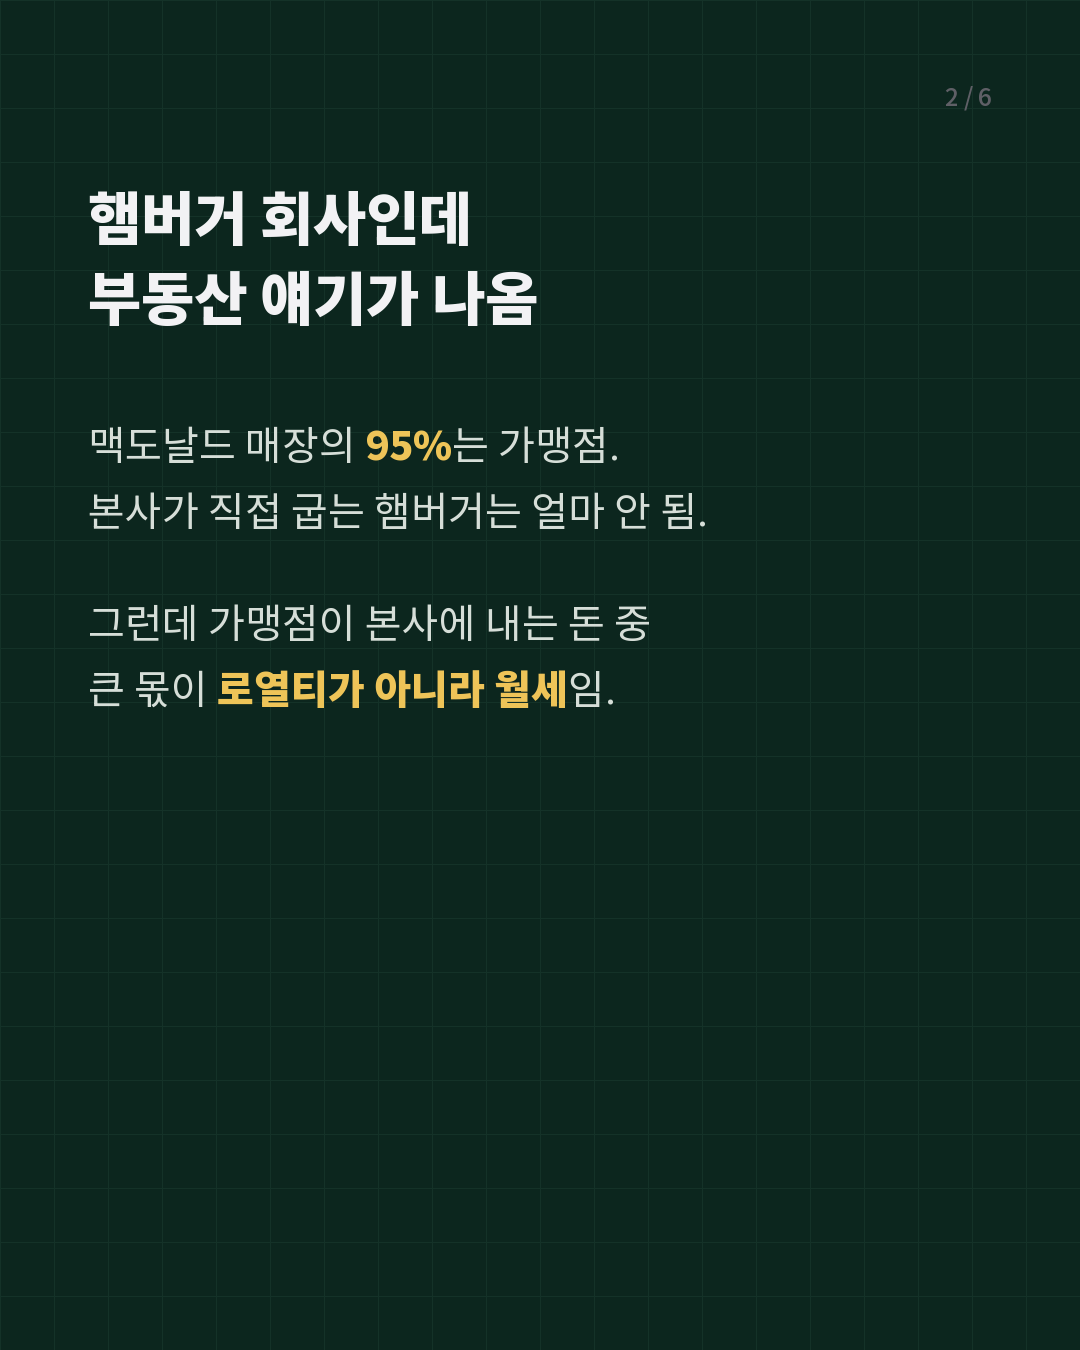 2 / 6
햄버거 회사인데
부동산 얘기가 나옴
맥도날드 매장의 95%는 가맹점.
본사가 직접 굽는 햄버거는 얼마 안 됨.
그런데 가맹점이 본사에 내는 돈 중
큰 몫이 로열티가 아니라 월세임.